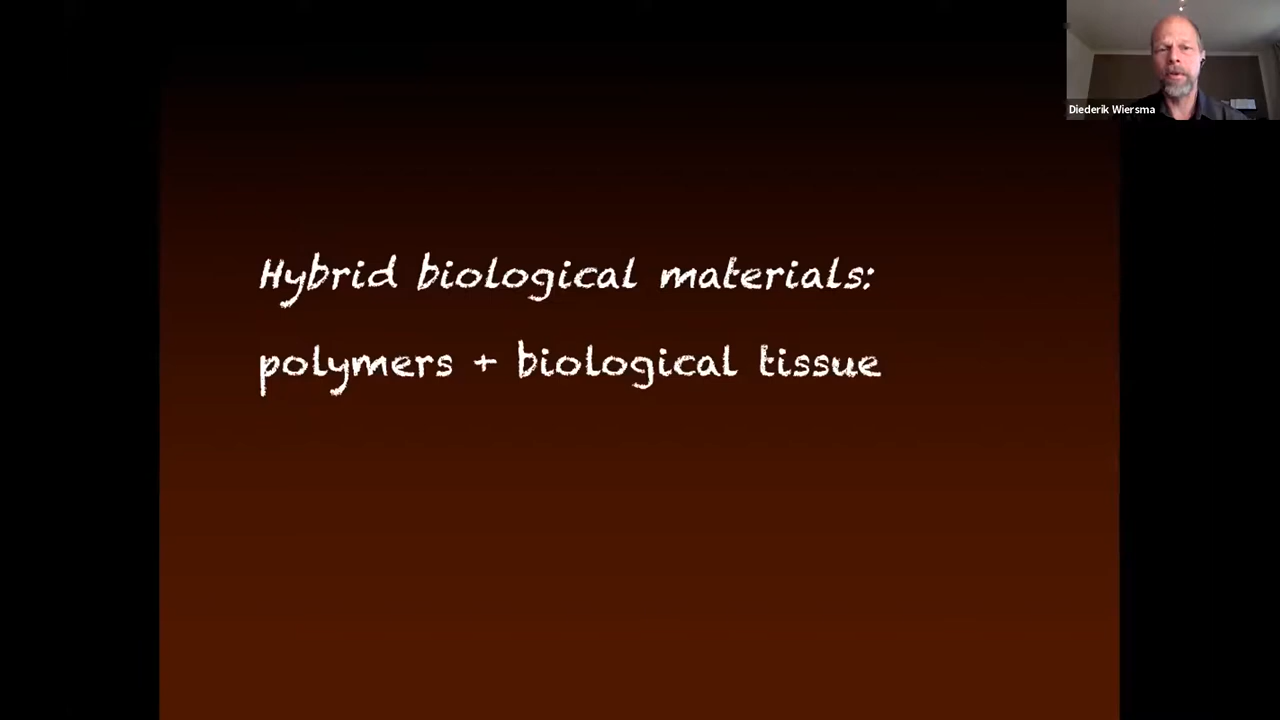 Diederik Wiersma
Hybrid biological materials:
polymers + biological tissue